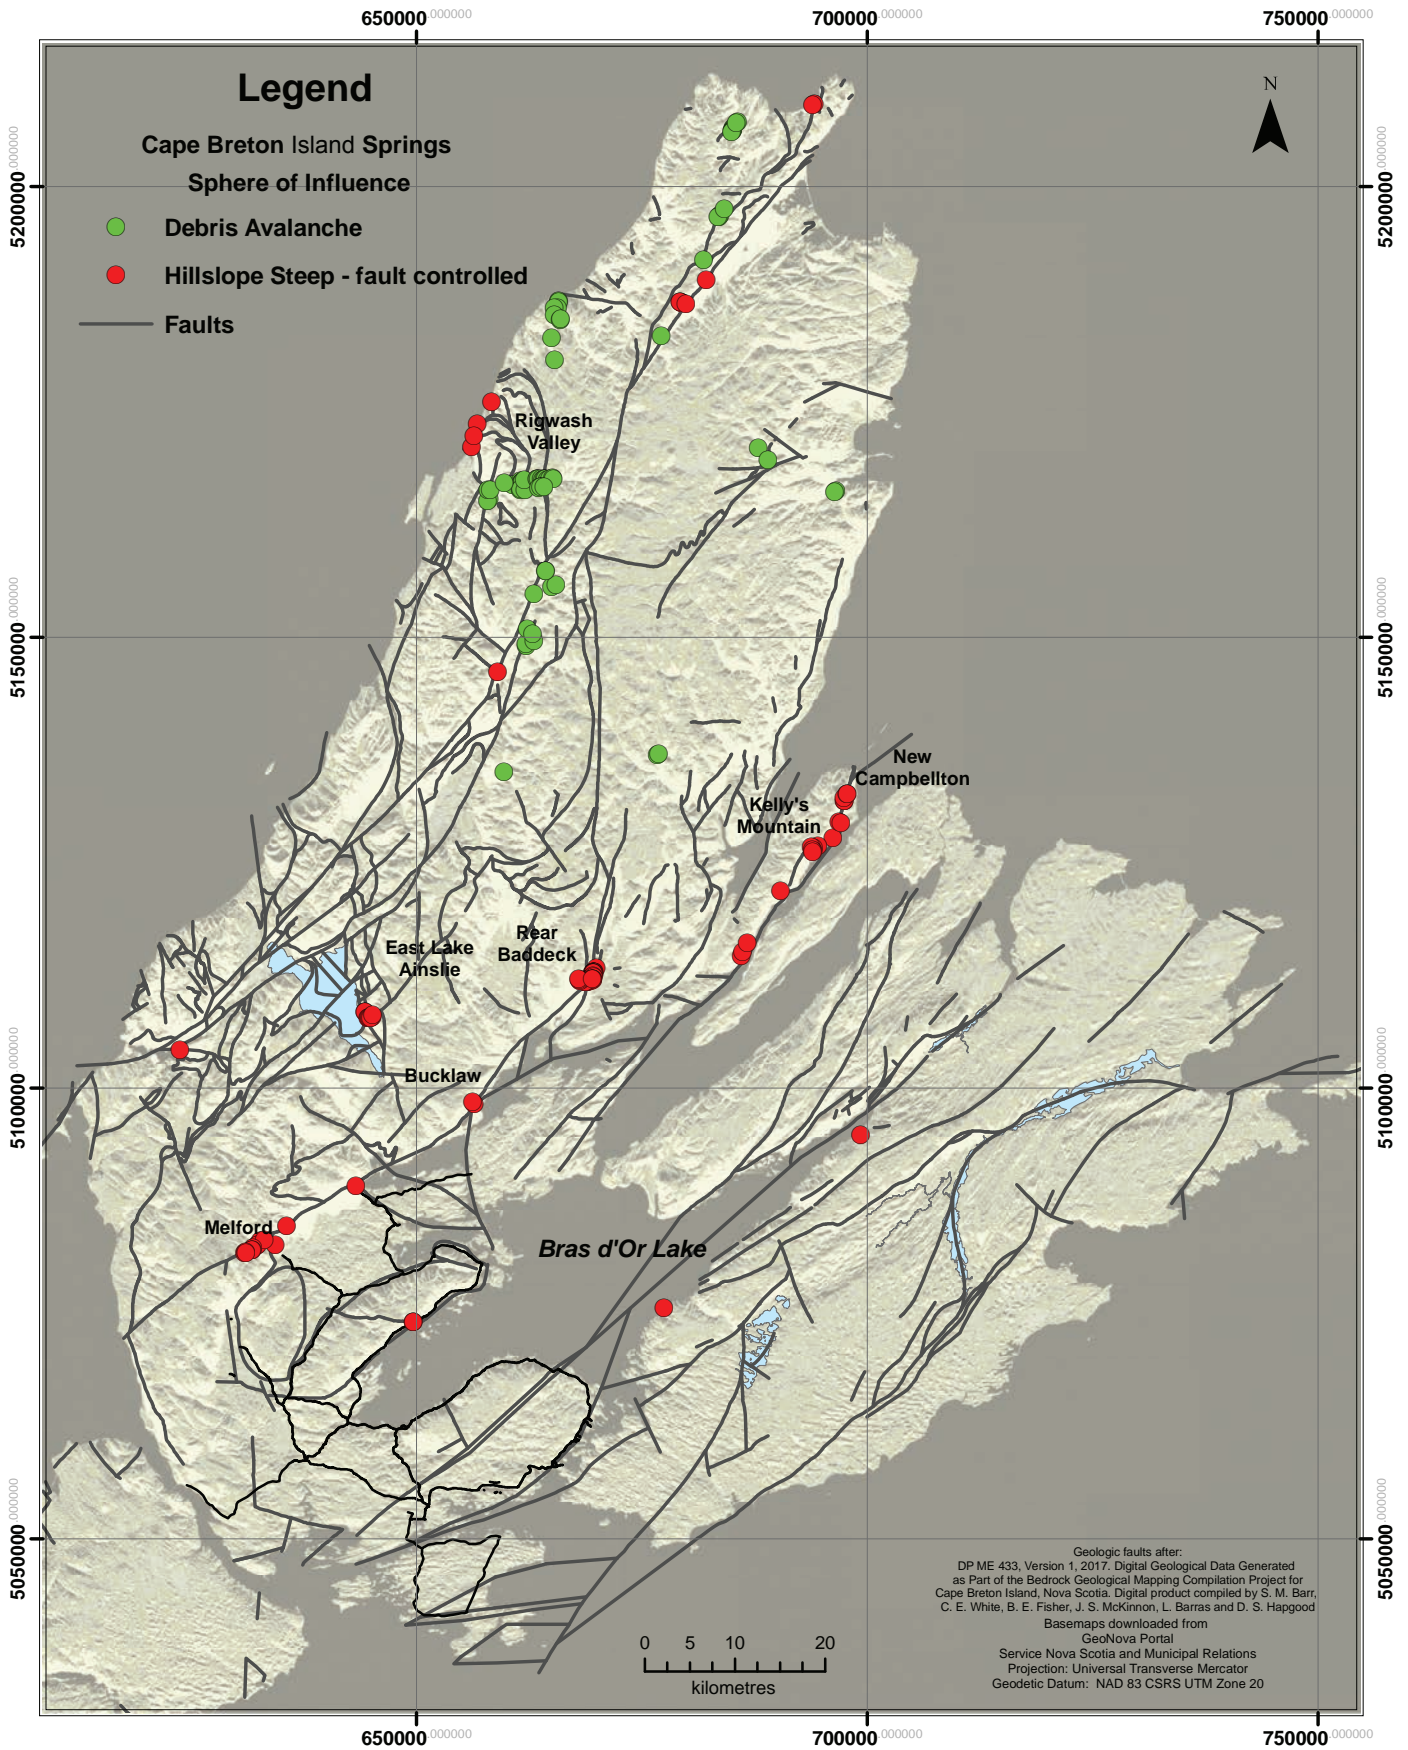 650000.000000
700000.000000
750000.000000
Legend
Cape Breton Island Springs
Sphere of Influence
Debris Avalanche
Hillslope Steep - fault controlled
Faults
N
5200000.000000
5200000.000000
Rigwash
Valley
5150000.000000
5150000.000000
New
Campbellton
Kelly's
Mountain
Rear
Baddeck
East Lake
Ainslie
Bucklaw
5100000.000000
5100000.000000
Melford
Bras d'Or Lake
5050000.000000
5050000.000000
Geologic faults after:
DP ME 433, Version 1, 2017. Digital Geological Data Generated
as Part of the Bedrock Geological Mapping Compilation Project for
Cape Breton Island, Nova Scotia. Digital product compiled by S. M. Barr,
C. E. White, B. E. Fisher, J. S. McKinnon, L. Barras and D. S. Hapgood
Basemaps downloaded from
GeoNova Portal
Service Nova Scotia and Municipal Relations
Projection: Universal Transverse Mercator
Geodetic Datum: NAD 83 CSRS UTM Zone 20
0 5 10 20
kilometres
650000.000000
700000.000000
750000.000000